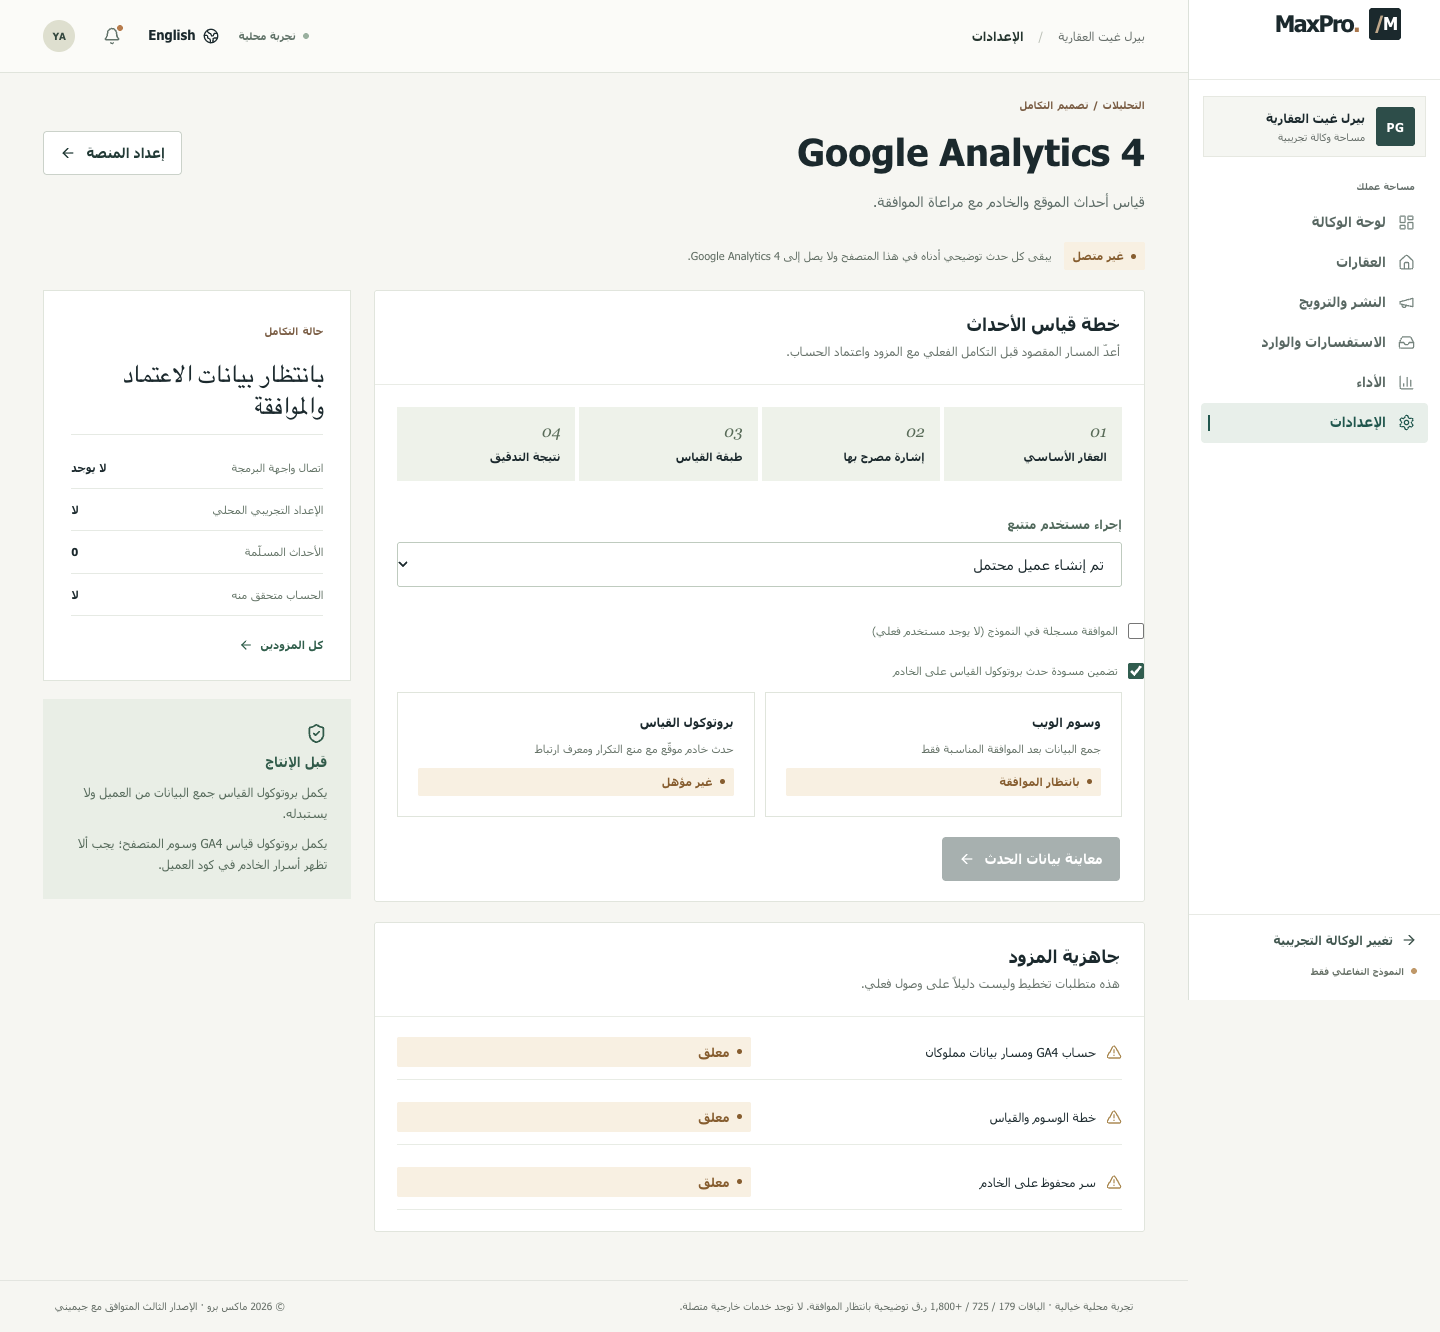 MaxPro.
/M
PG
بيرل غيت العقارية
مساحة وكالة تجريبية
مساحة عملك
لوحة الوكالة
العقارات
النشر والترويج
الاستفسارات والوارد
الأداء
الإعدادات
تغيير الوكالة التجريبية
النموذج التفاعلي فقط
بيرل غيت العقارية / الإعدادات
تجربة محلية
English
YA
التحليلات / تصميم التكامل
Google Analytics 4
قياس أحداث الموقع والخادم مع مراعاة الموافقة.
إعداد المنصة
غير متصل
يبقى كل حدث توضيحي أدناه في هذا المتصفح ولا يصل إلى Google Analytics 4.
خطة قياس الأحداث
أعدّ المسار المقصود قبل التكامل الفعلي مع المزود واعتماد الحساب.
01
العقار الأساسي
02
إشارة مصرح بها
03
طبقة القياس
04
نتيجة التدقيق
إجراء مستخدم متتبع
تم إنشاء عميل محتمل
الموافقة مسجلة في النموذج (لا يوجد مستخدم فعلي)
تضمين مسودة حدث بروتوكول القياس على الخادم
وسوم الويب
جمع البيانات بعد الموافقة المناسبة فقط
بانتظار الموافقة
بروتوكول القياس
حدث خادم موقّع مع منع التكرار ومعرف ارتباط
غير مؤهل
معاينة بيانات الحدث
جاهزية المزود
هذه متطلبات تخطيط وليست دليلاً على وصول فعلي.
حساب GA4 ومسار بيانات مملوكان
معلق
خطة الوسوم والقياس
معلق
سر محفوظ على الخادم
معلق
حالة التكامل
بانتظار بيانات الاعتماد
والموافقة
اتصال واجهة البرمجة
لا يوجد
الإعداد التجريبي المحلي
لا
الأحداث المسلّمة
0
الحساب متحقق منه
لا
كل المزودين
قبل الإنتاج
يكمل بروتوكول القياس جمع البيانات من العميل ولا
يستبدله.
يكمل بروتوكول قياس GA4 وسوم المتصفح؛ يجب ألا
تظهر أسرار الخادم في كود العميل.
تجربة محلية خيالية · الباقات 179 / 725 / +1,800 ر.ق توضيحية بانتظار الموافقة. لا توجد خدمات خارجية متصلة.
© 2026 ماكس برو · الإصدار الثالث المتوافق مع جيميني